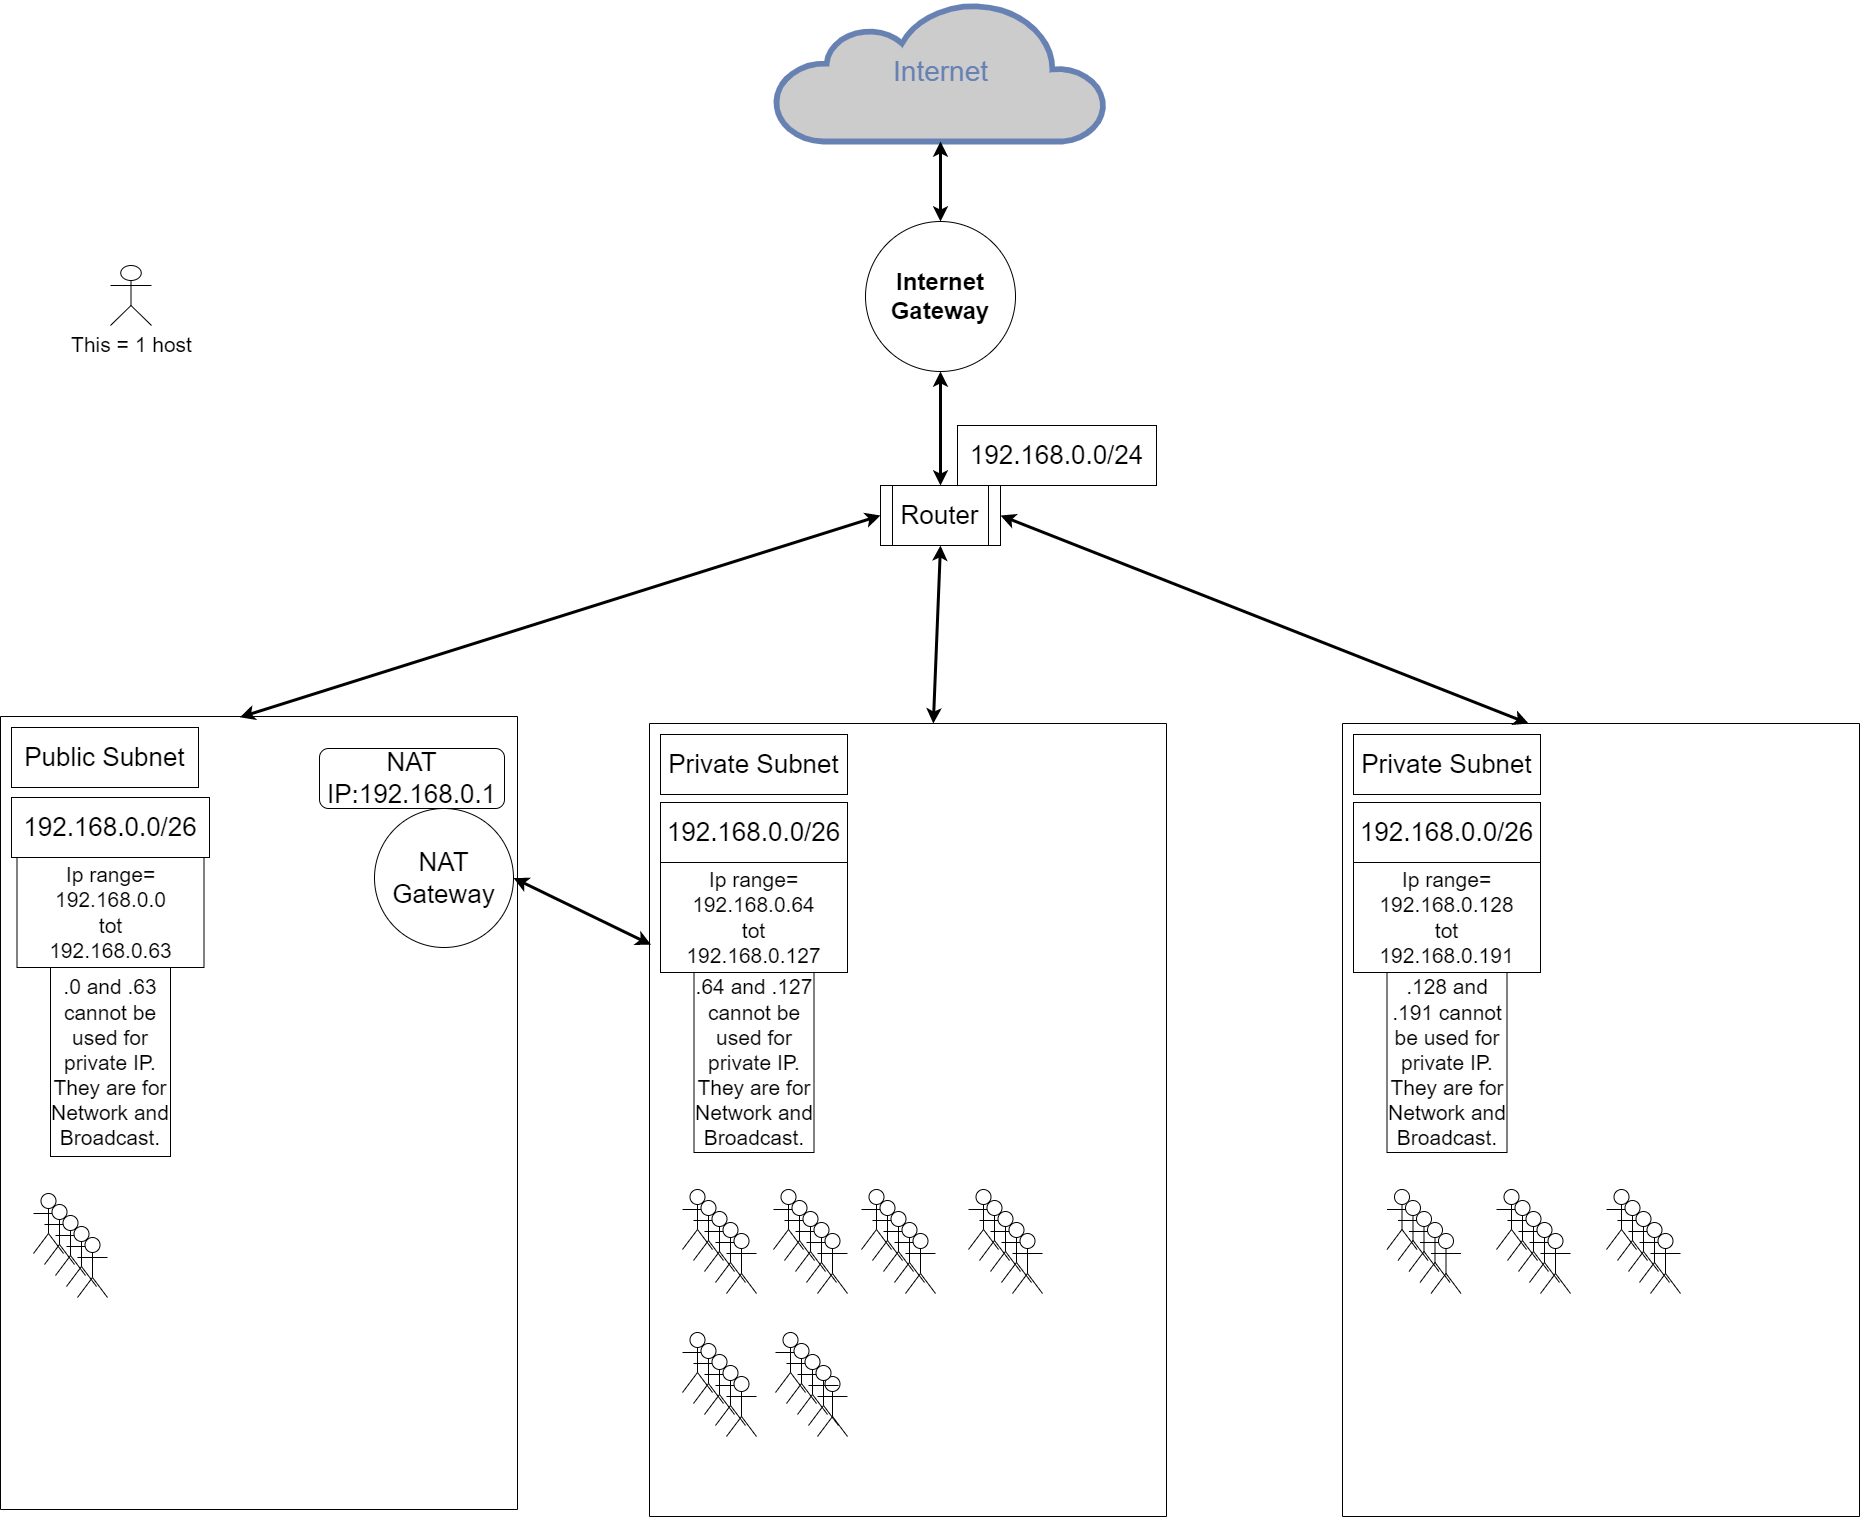 Internet
Internet
Gateway
This = 1 host
192.168.0.0/24
Router
Public Subnet
192.168.0.0/26
Ip range=
192.168.0.0
tot
192.168.0.63
.0 and .63
cannot be
used for
private IP.
They are for
Network and
Broadcast.
NAT
IP:192.168.0.1
NAT
Gateway
Private Subnet
192.168.0.0/26
Ip range=
192.168.0.64
tot
192.168.0.127
.64 and .127
cannot be
used for
private IP.
They are for
Network and
Broadcast.
Private Subnet
192.168.0.0/26
Ip range=
192.168.0.128
tot
192.168.0.191
.128 and
.191 cannot
be used for
private IP.
They are for
Network and
Broadcast.